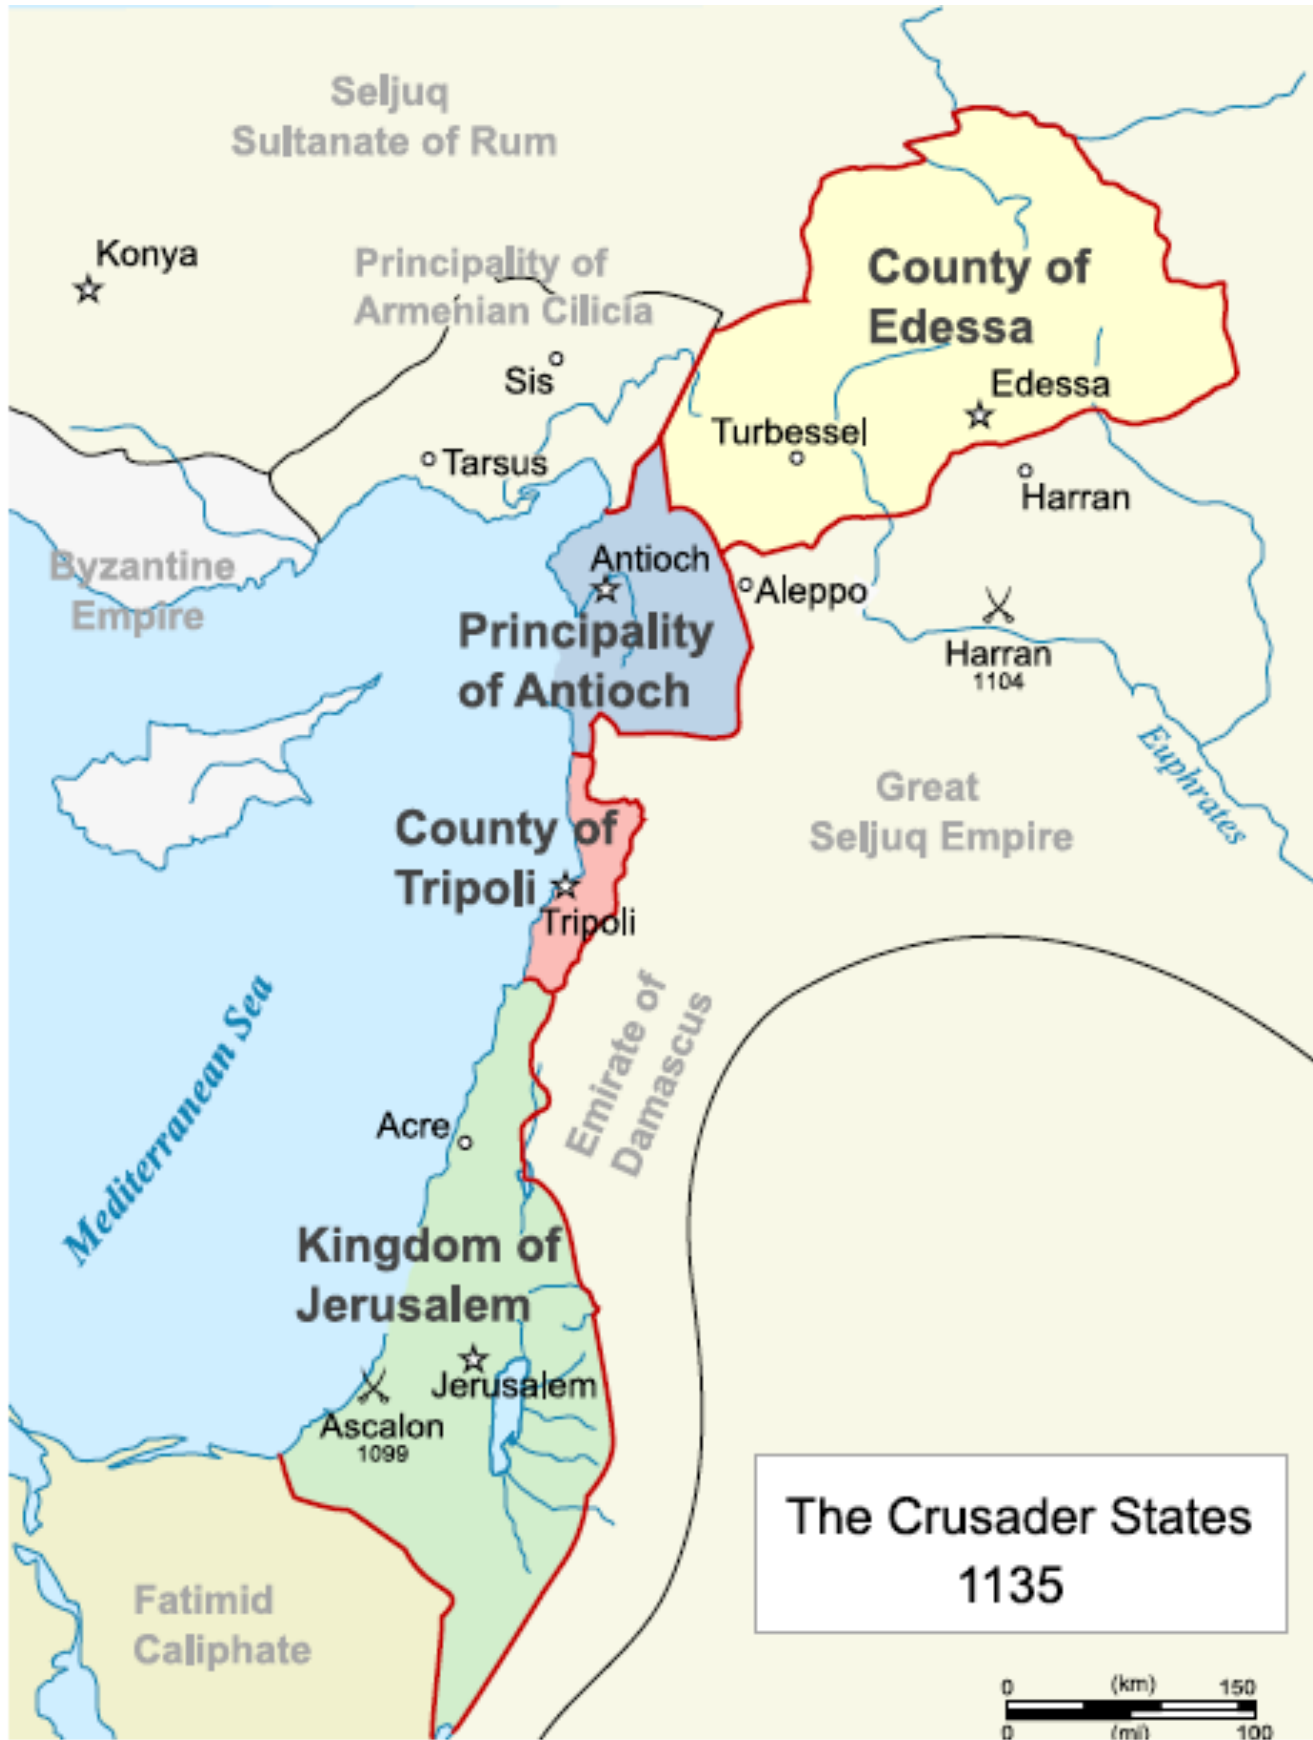 Seljuq
Sultanate of Rum
Konya
Principality of
Armenian Cilicia
County of
Edessa
Sis
Edessa
Turbessel
Tarsus
Harran
Byzantine
Empire
Antioch
Aleppo
Principality
of Antioch
Harran
1104
Euphrates
Great
Seljuq Empire
County of
Tripoli
Tripoli
Mediterranean Sea
Emirate of
Damascus
Acre
Kingdom of
Jerusalem
Jerusalem
Ascalon
1099
The Crusader States
1135
Fatimid
Caliphate
0 (km) 150
0 (mi) 100